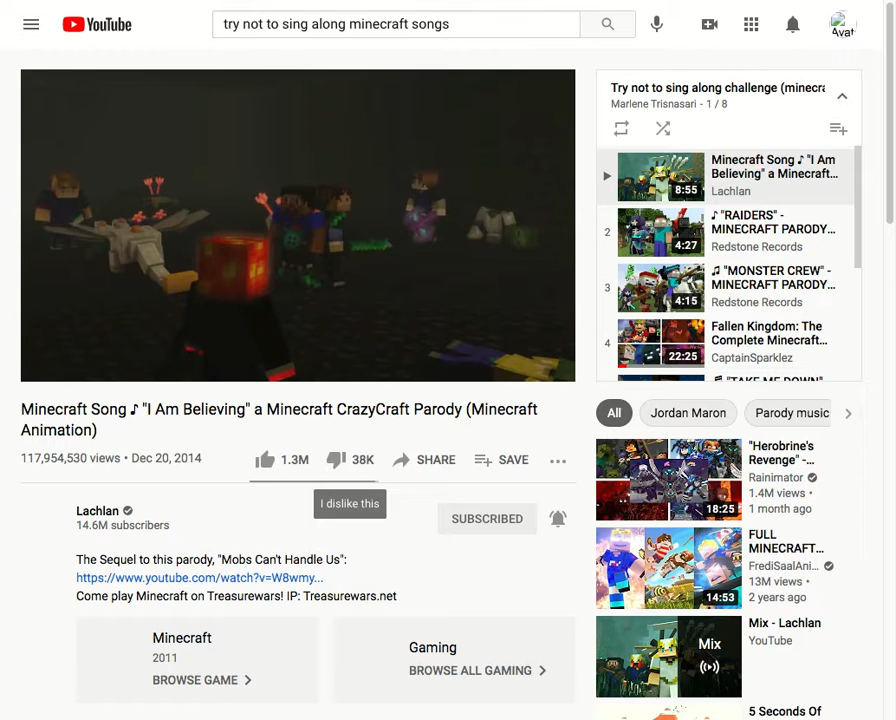 YouTube
try not to sing along minecraft songs
Avat
Minecraft Song ♪ "I Am Believing" a Minecraft CrazyCraft Parody (Minecraft
Animation)
117,954,530 views • Dec 20, 2014
1.3M
38K
SHARE
SAVE
I dislike this
Lachlan
14.6M subscribers
SUBSCRIBED
The Sequel to this parody, "Mobs Can't Handle Us":
https://www.youtube.com/watch?v=W8wmy...
Come play Minecraft on Treasurewars! IP: Treasurewars.net
Minecraft
2011
BROWSE GAME
Gaming
BROWSE ALL GAMING
Try not to sing along challenge (minecra
Marlene Trisnasari - 1 / 8
8:55
Minecraft Song ♪ "I Am
Believing" a Minecraft...
Lachlan
2
4:27
♪ "RAIDERS" -
MINECRAFT PARODY...
Redstone Records
3
4:15
♫ "MONSTER CREW" -
MINECRAFT PARODY...
Redstone Records
4
22:25
Fallen Kingdom: The
Complete Minecraft...
CaptainSparklez
♬ "TAKE ME DOWN"
All
Jordan Maron
Parody music
18:25
"Herobrine's
Revenge" -...
Rainimator
1.4M views •
1 month ago
14:53
FULL
MINECRAFT...
FrediSaalAni...
13M views •
2 years ago
Mix
Mix - Lachlan
YouTube
5 Seconds Of